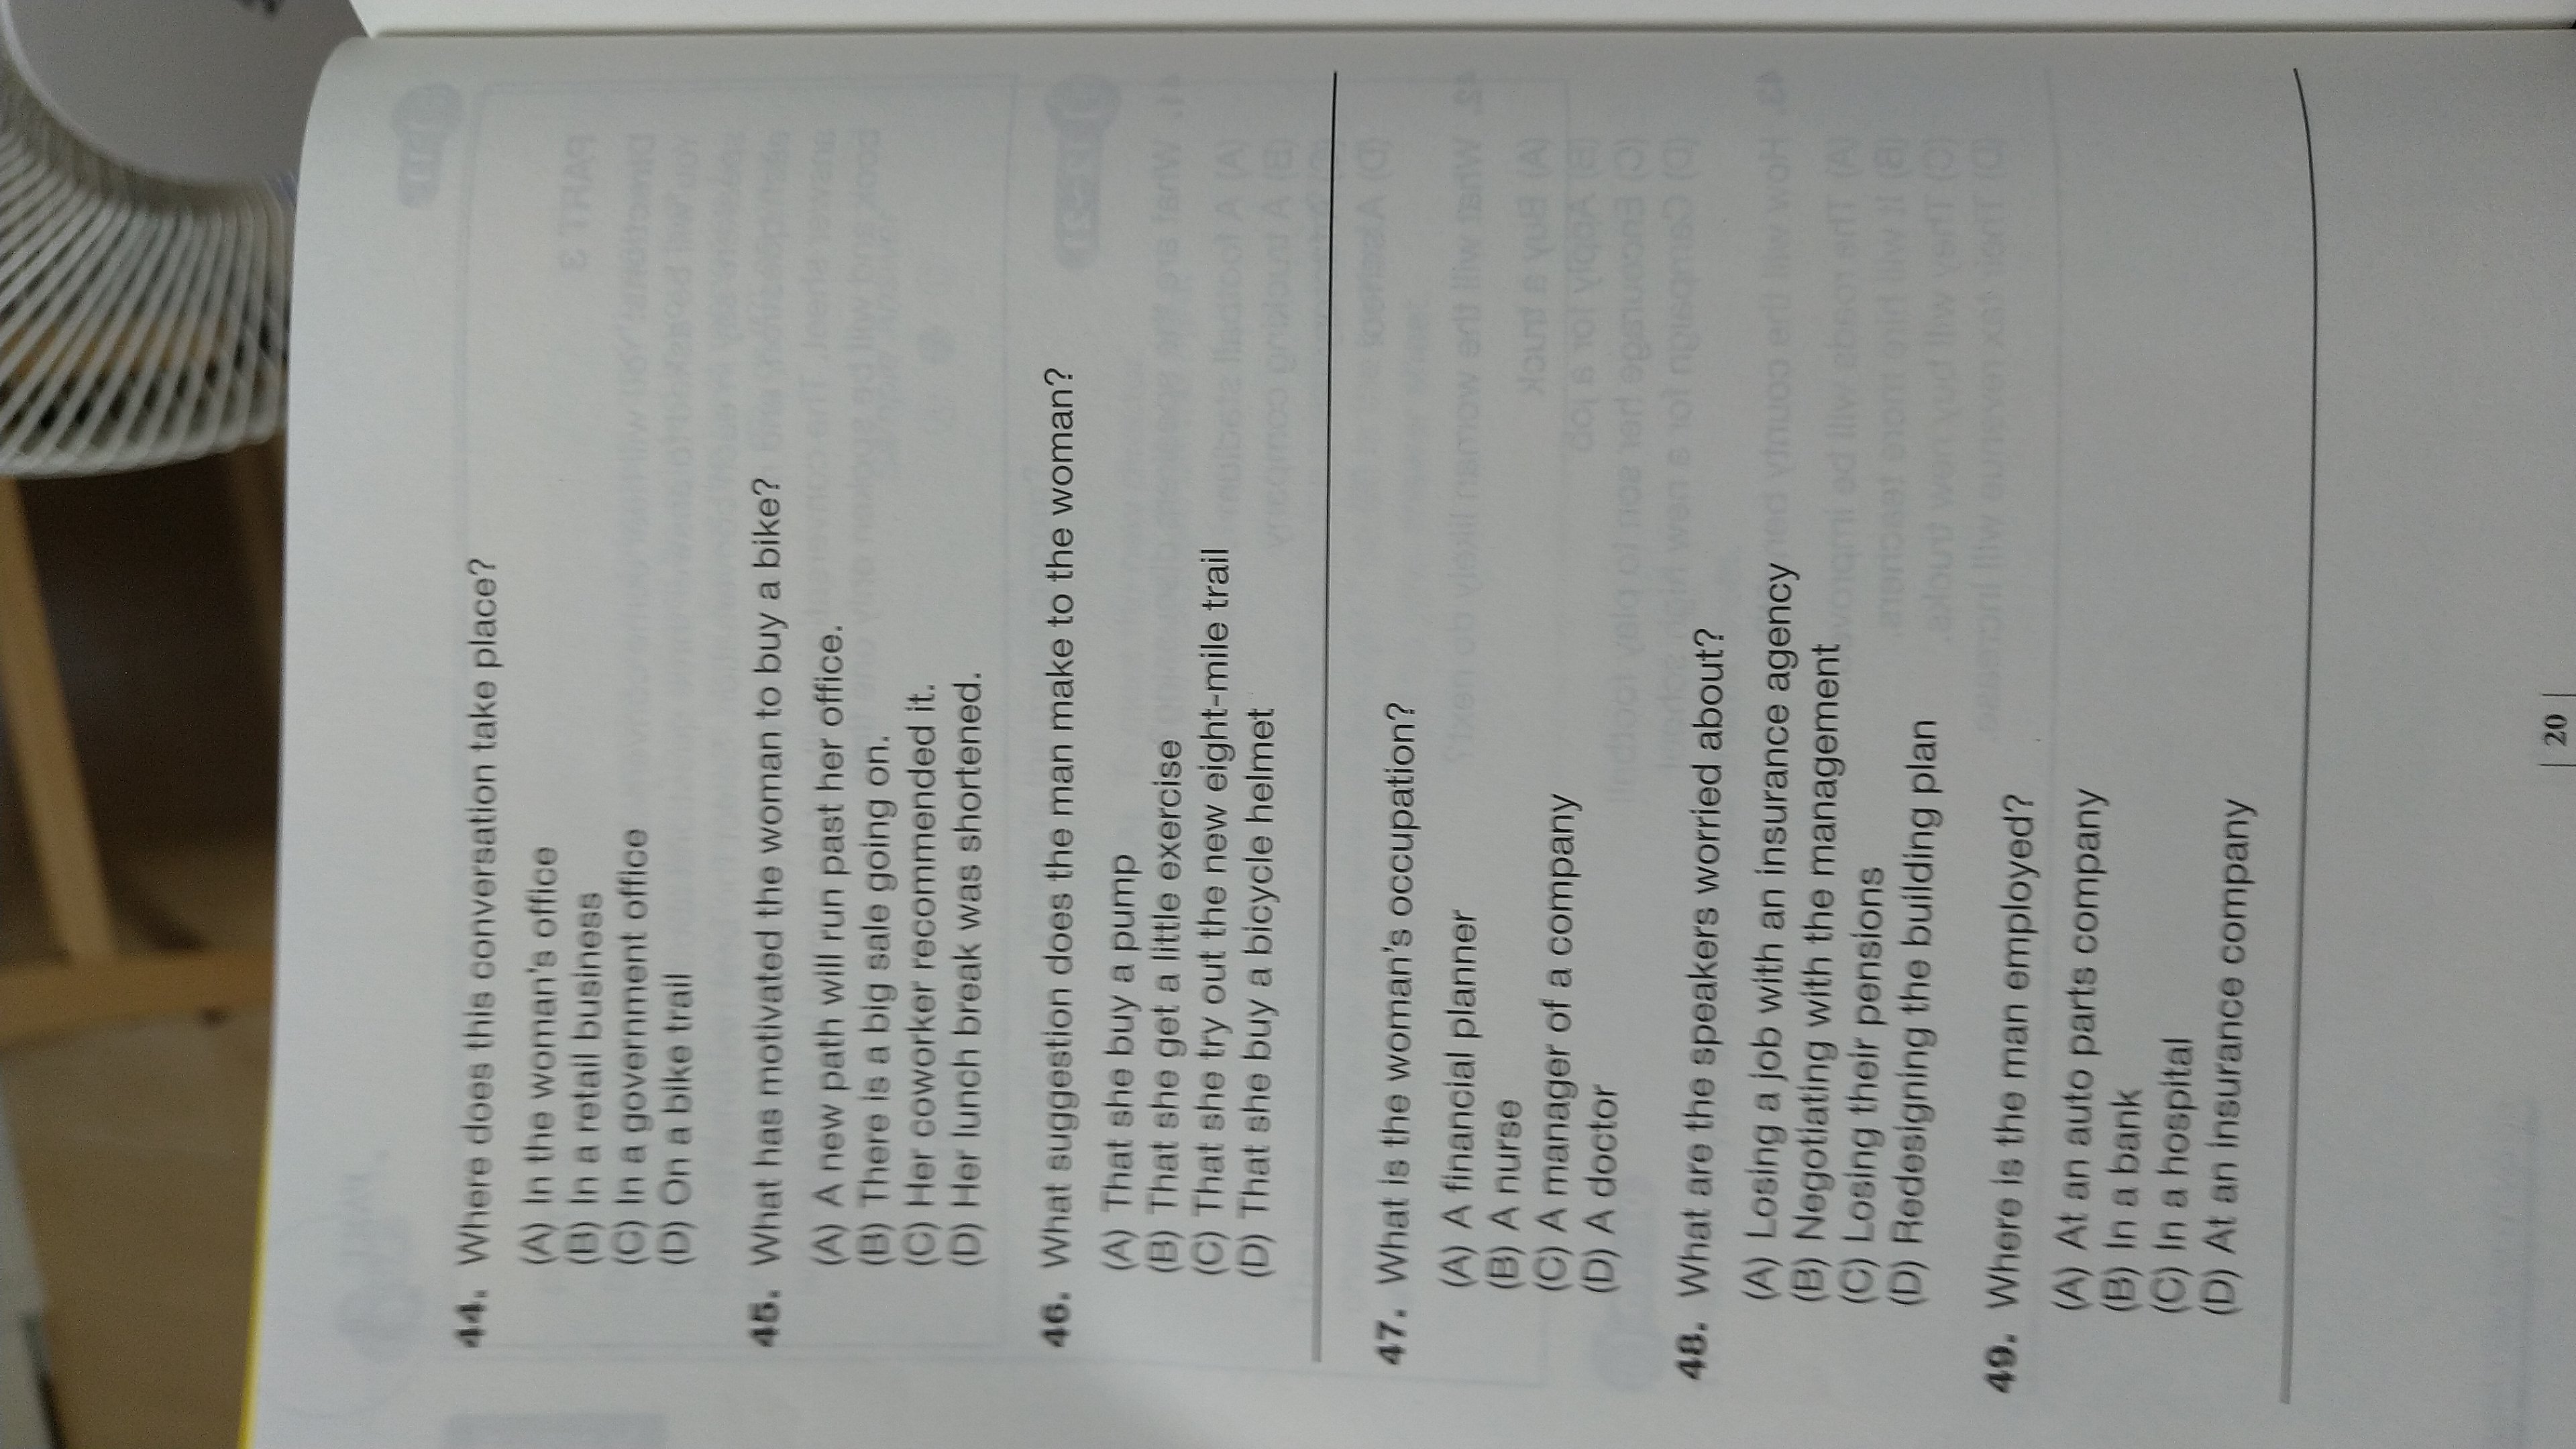 44. Where does this conversation take place?
(A) In the woman's office
(B) In a retail business
(C) In a government office
(D) On a bike trail
45. What has motivated the woman to buy a bike?
(A) A new path will run past her office.
(B) There is a big sale going on.
(C) Her coworker recommended it.
(D) Her lunch break was shortened.
46. What suggestion does the man make to the woman?
(A) That she buy a pump
(B) That she get a little exercise
(C) That she try out the new eight-mile trail
(D) That she buy a bicycle helmet
47. What is the woman's occupation?
(A) A financial planner
(B) A nurse
(C) A manager of a company
(D) A doctor
48. What are the speakers worried about?
(A) Losing a job with an insurance agency
(B) Negotiating with the management
(C) Losing their pensions
(D) Redesigning the building plan
49. Where is the man employed?
(A) At an auto parts company
(B) In a bank
(C) In a hospital
(D) At an insurance company
| 20 |